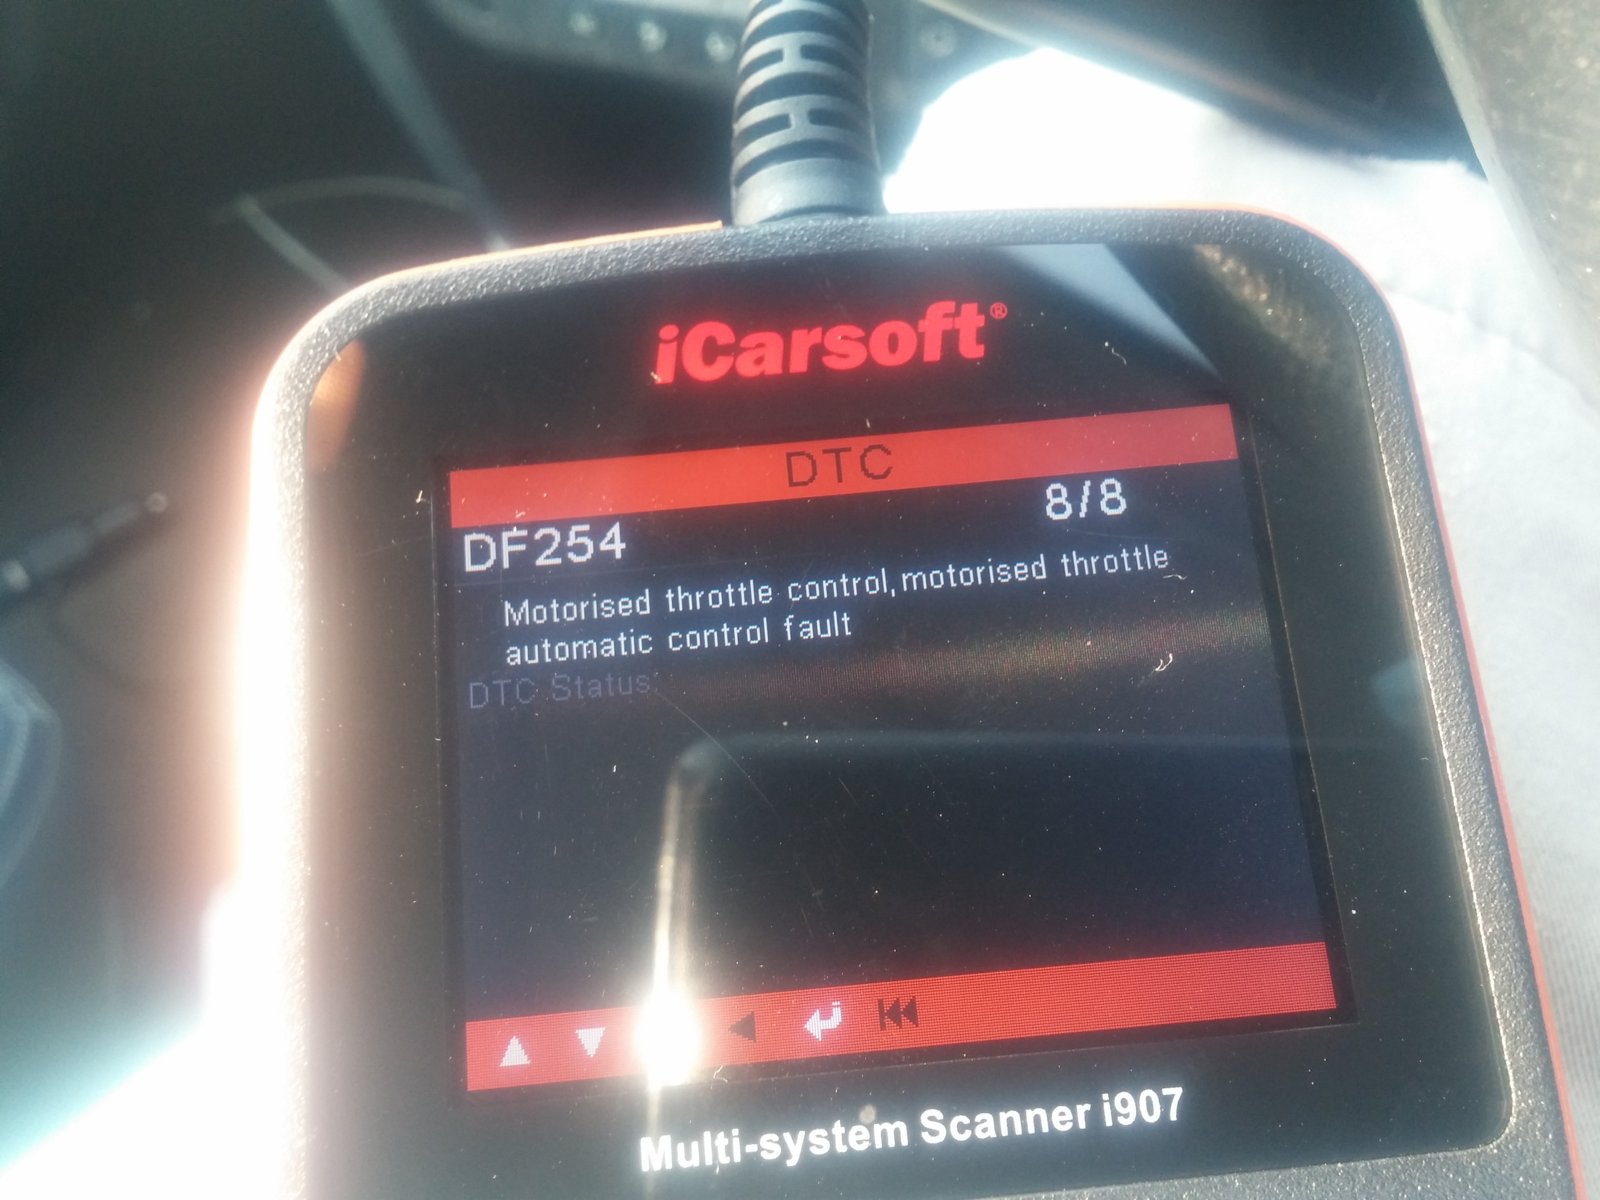 iCarsoft®
DTC
DF254 8/8
Motorised throttle control,motorised throttle
automatic control fault
DTC Status:
Multi-system Scanner i907